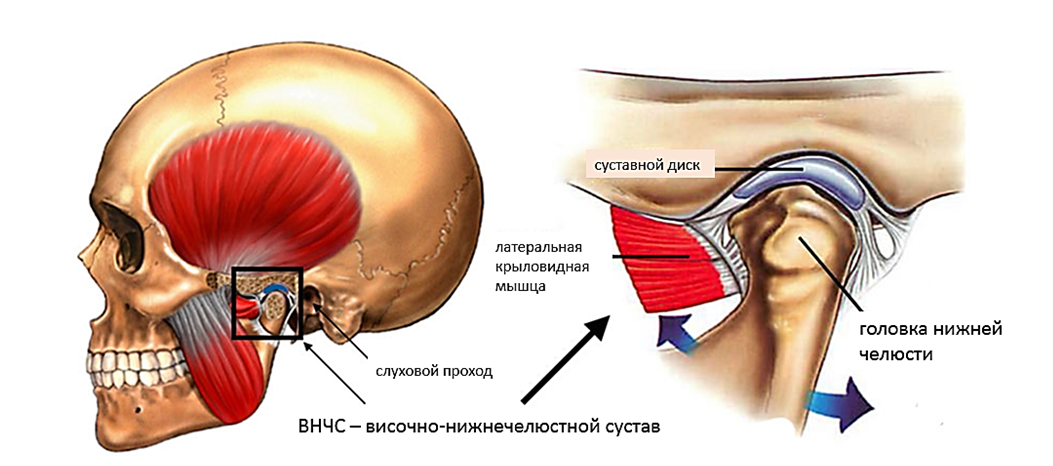 суставной диск
латеральная
крыловидная
мышца
головка нижней
челюсти
слуховой проход
ВНЧС – височно-нижнечелюстной сустав